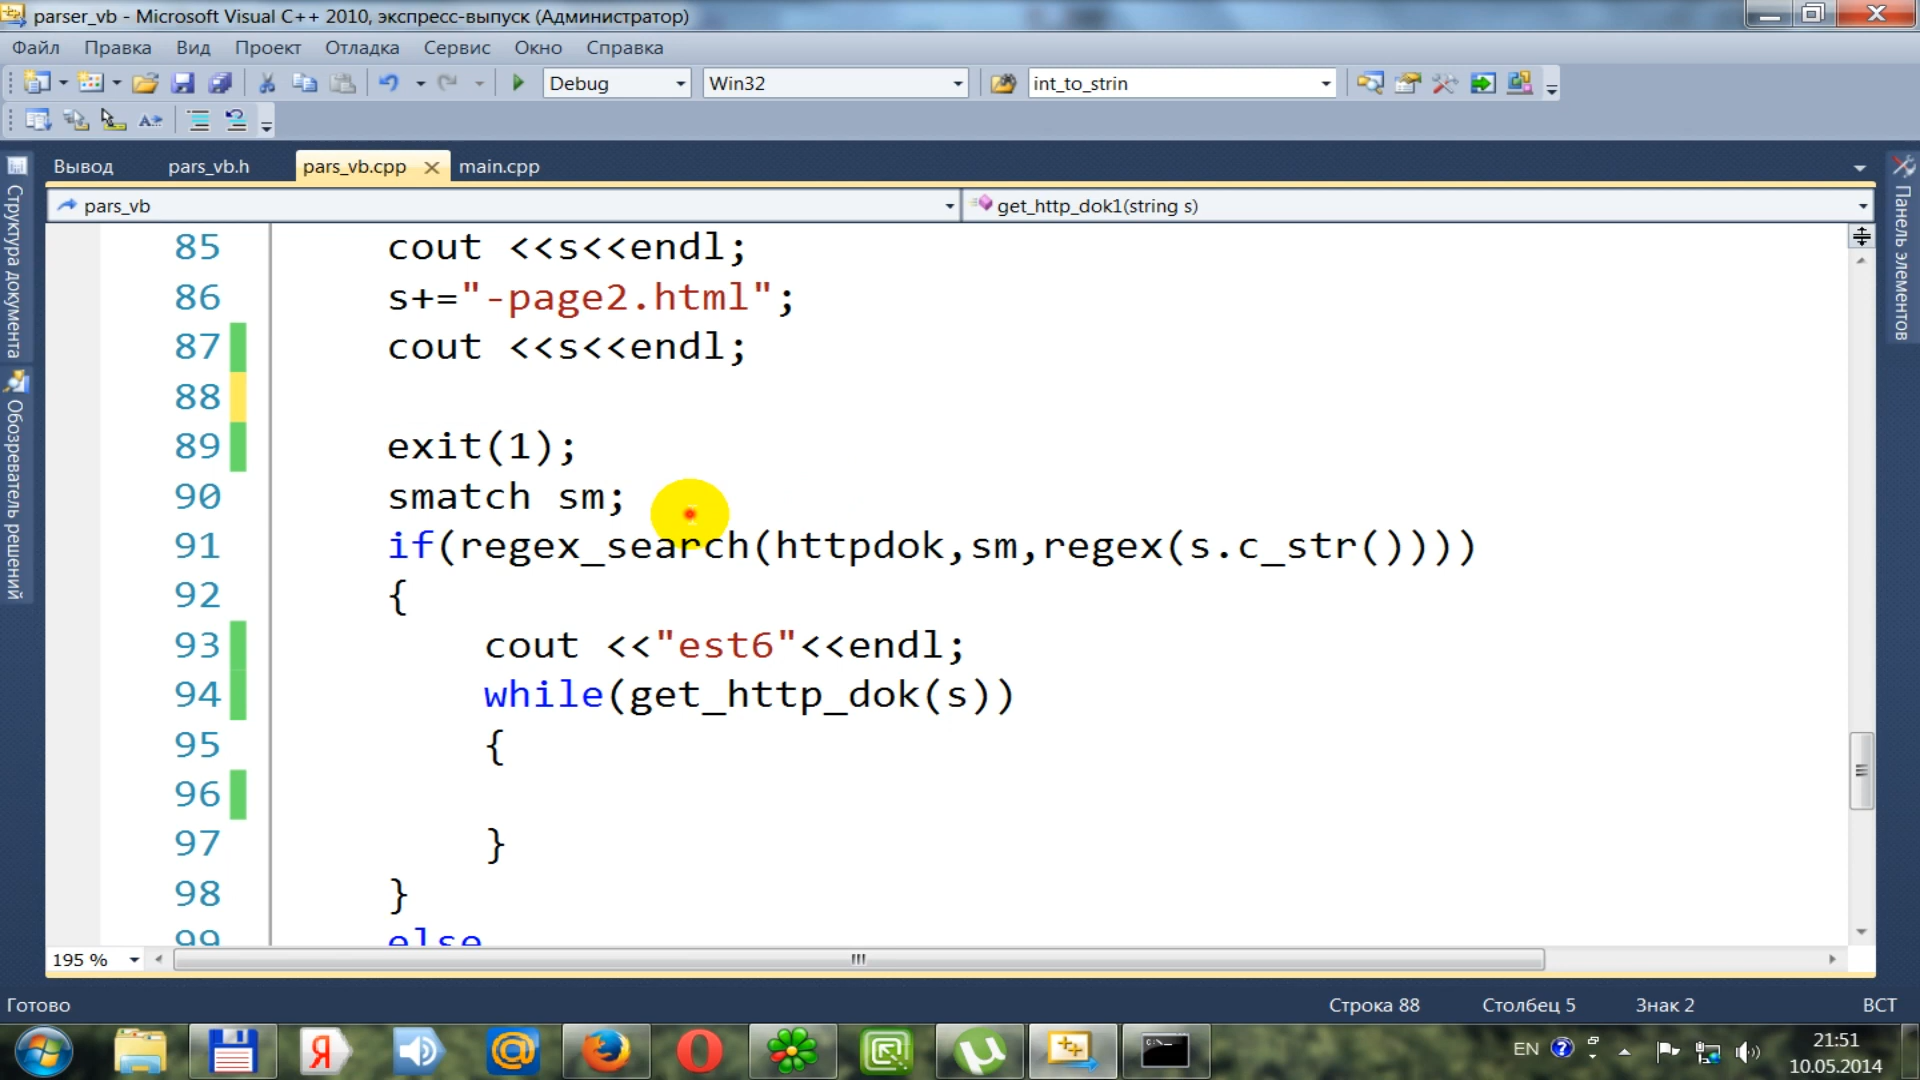 parser_vb - Microsoft Visual C++ 2010, экспресс-выпуск (Администратор)
Файл Правка Вид Проект Отладка Сервис Окно Справка
Debug Win32 int_to_strin
Вывод pars_vb.h pars_vb.cpp main.cpp
pars_vb get_http_dok1(string s)
Структура документа
Обозреватель решений
Панель элементов
85 cout <<s<<endl;
86 s+="-page2.html";
87 cout <<s<<endl;
88
89 exit(1);
90 smatch sm;
91 if(regex_search(httpdok,sm,regex(s.c_str())))
92 {
93 cout <<"est6"<<endl;
94 while(get_http_dok(s))
95 {
96
97 }
98 }
99 else
195 %
Готово Строка 88 Столбец 5 Знак 2 ВСТ
EN 21:51
10.05.2014